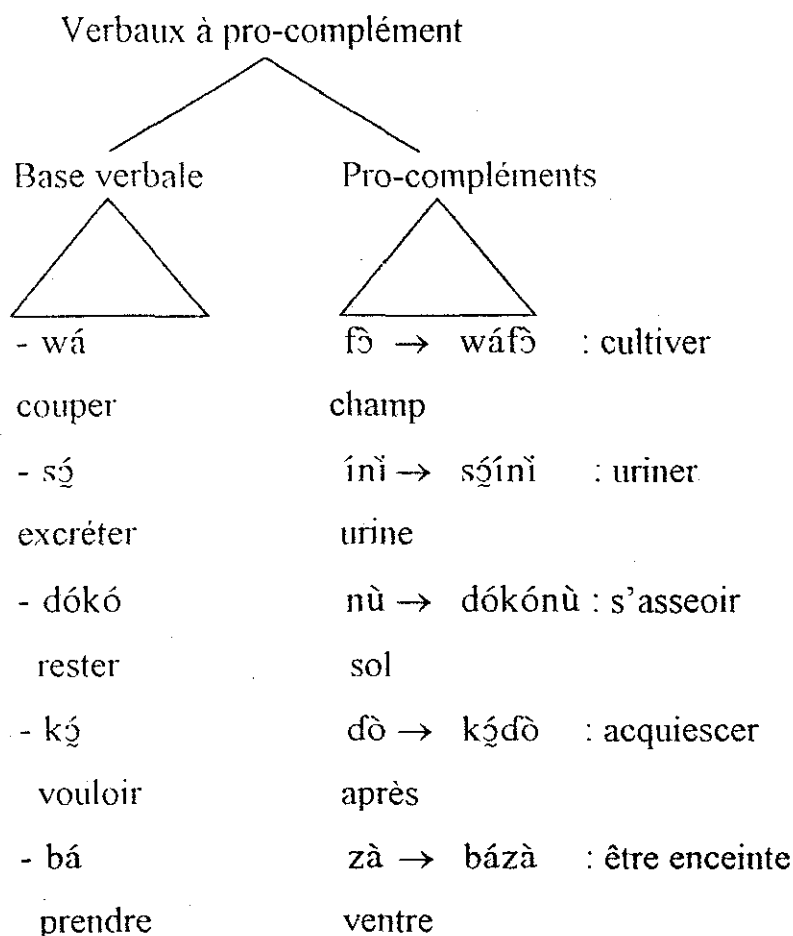 Verbaux à pro-complément
Base verbale Pro-compléments
- wá fɔ̀ → wáfɔ̀ : cultiver
couper champ
- sɔ̰́ ínǐ → sɔ̰́ínǐ : uriner
excréter urine
- dókó nù → dókónù : s'asseoir
rester sol
- kɔ̰́ ɗò → kɔ̰́ɗò : acquiescer
vouloir après
- bá zà → bázà : être enceinte
prendre ventre